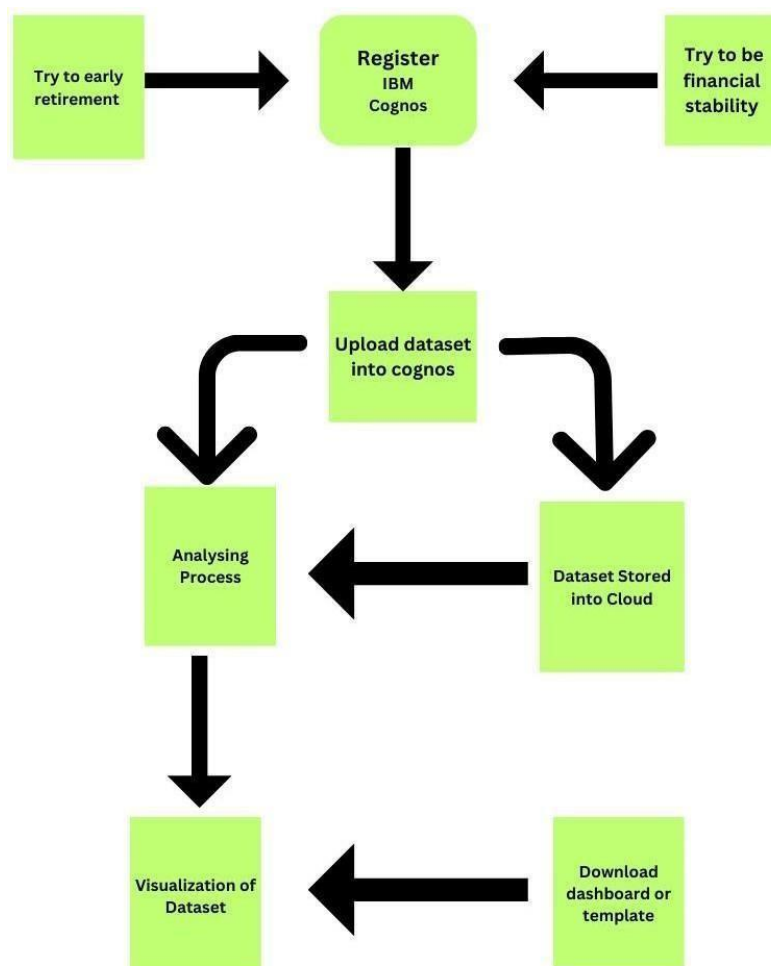 Try to early
retirement
Register
IBM
Cognos
Try to be
financial
stability
Upload dataset
into cognos
Analysing
Process
Dataset Stored
into Cloud
Visualization of
Dataset
Download
dashboard or
template